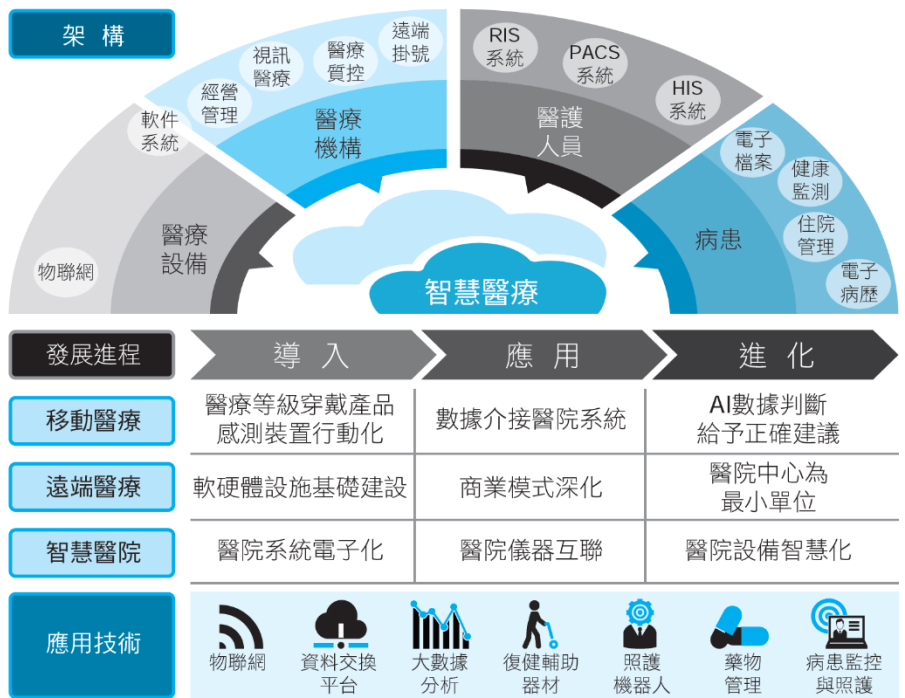 架構
物聯網
軟件
系統
醫療
設備
經營
管理
視訊
醫療
醫療
質控
遠端
掛號
醫療
機構
RIS
系統
PACS
系統
HIS
系統
醫護
人員
電子
檔案
健康
監測
住院
管理
電子
病歷
病患
智慧醫療
發展進程
導入
應用
進化
移動醫療
醫療等級穿戴產品
感測裝置行動化
數據介接醫院系統
AI數據判斷
給予正確建議
遠端醫療
軟硬體設施基礎建設
商業模式深化
醫院中心為
最小單位
智慧醫院
醫院系統電子化
醫院儀器互聯
醫院設備智慧化
應用技術
物聯網
資料交換
平台
大數據
分析
復健輔助
器材
照護
機器人
藥物
管理
病患監控
與照護